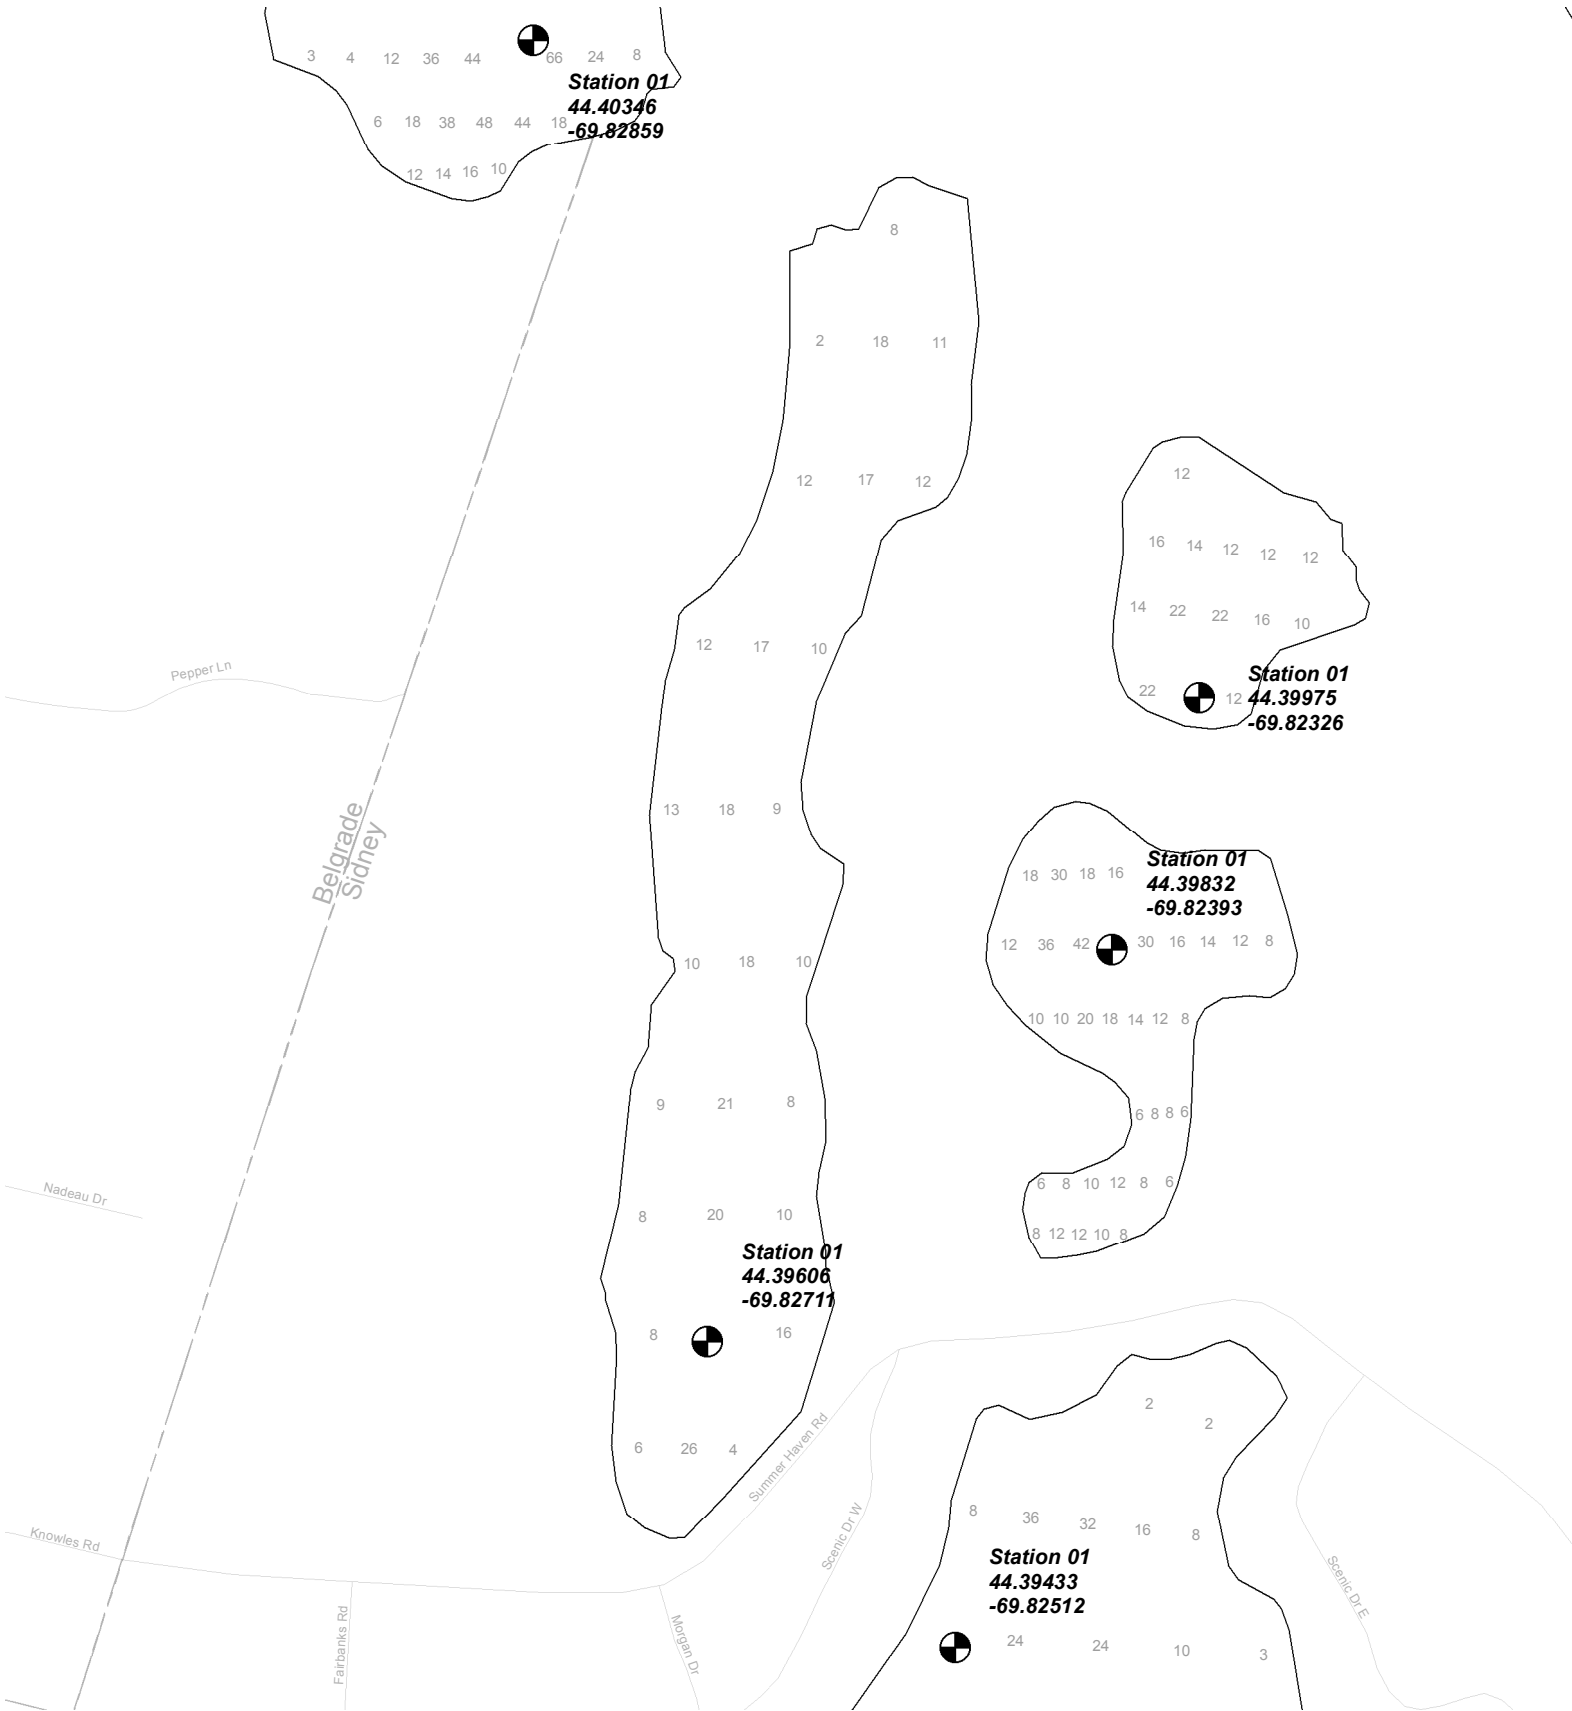 3 4 12 36 44 66 24 8
Station 01
44.40346
-69.82859
6 18 38 48 44 18
12 14 16 10
8
2 18 11
12 17 12
12 17 10
13 18 9
10 18 10
9 21 8
8 20 10
Station 01
44.39606
-69.82711
8 16
6 26 4
12
16 14 12 12 12
14 22 22 16 10
22 12
Station 01
44.39975
-69.82326
18 30 18 16
Station 01
44.39832
-69.82393
12 36 42 30 16 14 12 8
10 10 20 18 14 12 8
6 8 8 6
6 8 10 12 8 6
8 12 12 10 8
2
2
8 36 32 16 8
Station 01
44.39433
-69.82512
24 24 10 3
Pepper Ln
Belgrade
Sidney
Nadeau Dr
Knowles Rd
Fairbanks Rd
Morgan Dr
Summer Haven Rd
Scenic Dr W
Scenic Dr E